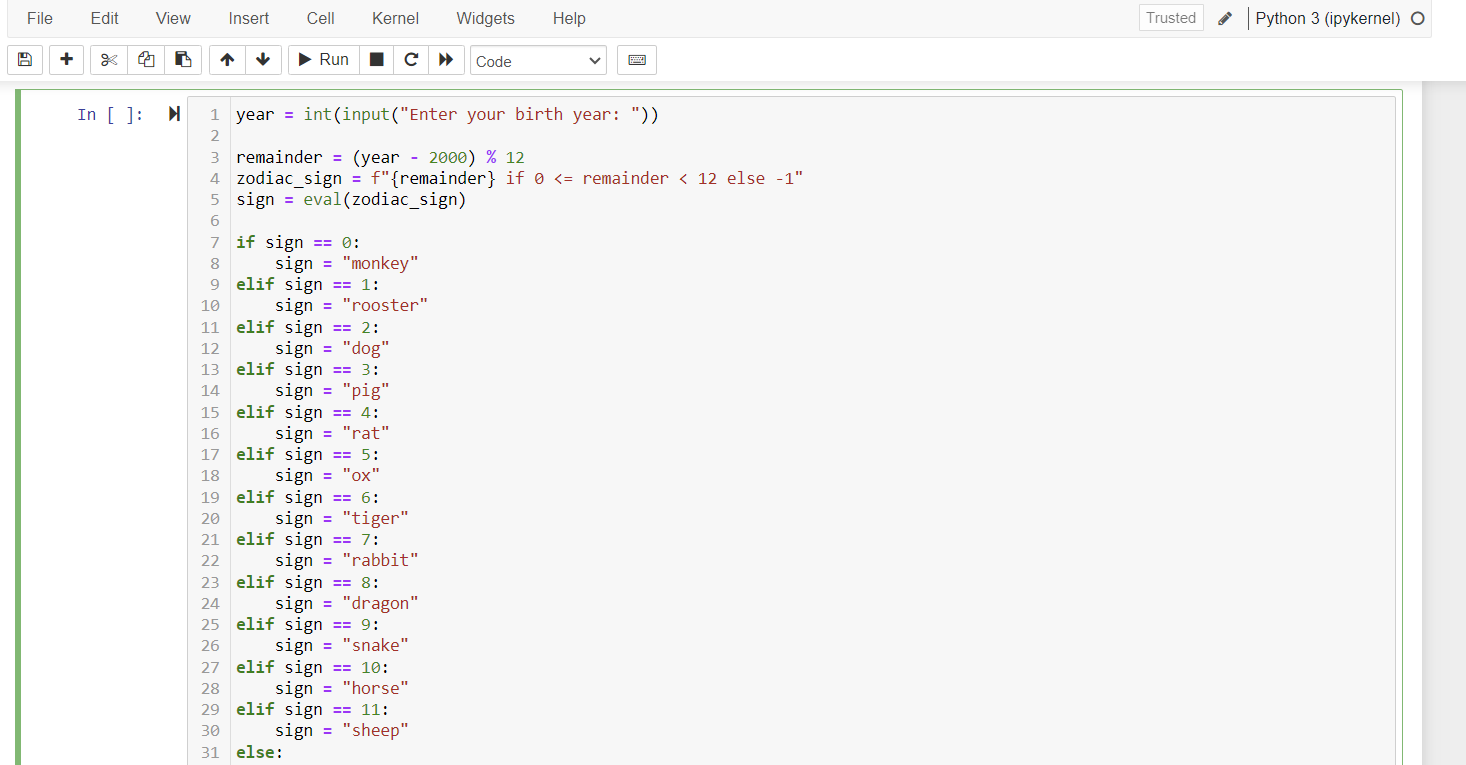 File Edit View Insert Cell Kernel Widgets Help Trusted Python 3 (ipykernel)
Run Code
In [ ]:
1 year = int(input("Enter your birth year: "))
2
3 remainder = (year - 2000) % 12
4 zodiac_sign = f"{remainder} if 0 <= remainder < 12 else -1"
5 sign = eval(zodiac_sign)
6
7 if sign == 0:
8     sign = "monkey"
9 elif sign == 1:
10     sign = "rooster"
11 elif sign == 2:
12     sign = "dog"
13 elif sign == 3:
14     sign = "pig"
15 elif sign == 4:
16     sign = "rat"
17 elif sign == 5:
18     sign = "ox"
19 elif sign == 6:
20     sign = "tiger"
21 elif sign == 7:
22     sign = "rabbit"
23 elif sign == 8:
24     sign = "dragon"
25 elif sign == 9:
26     sign = "snake"
27 elif sign == 10:
28     sign = "horse"
29 elif sign == 11:
30     sign = "sheep"
31 else: